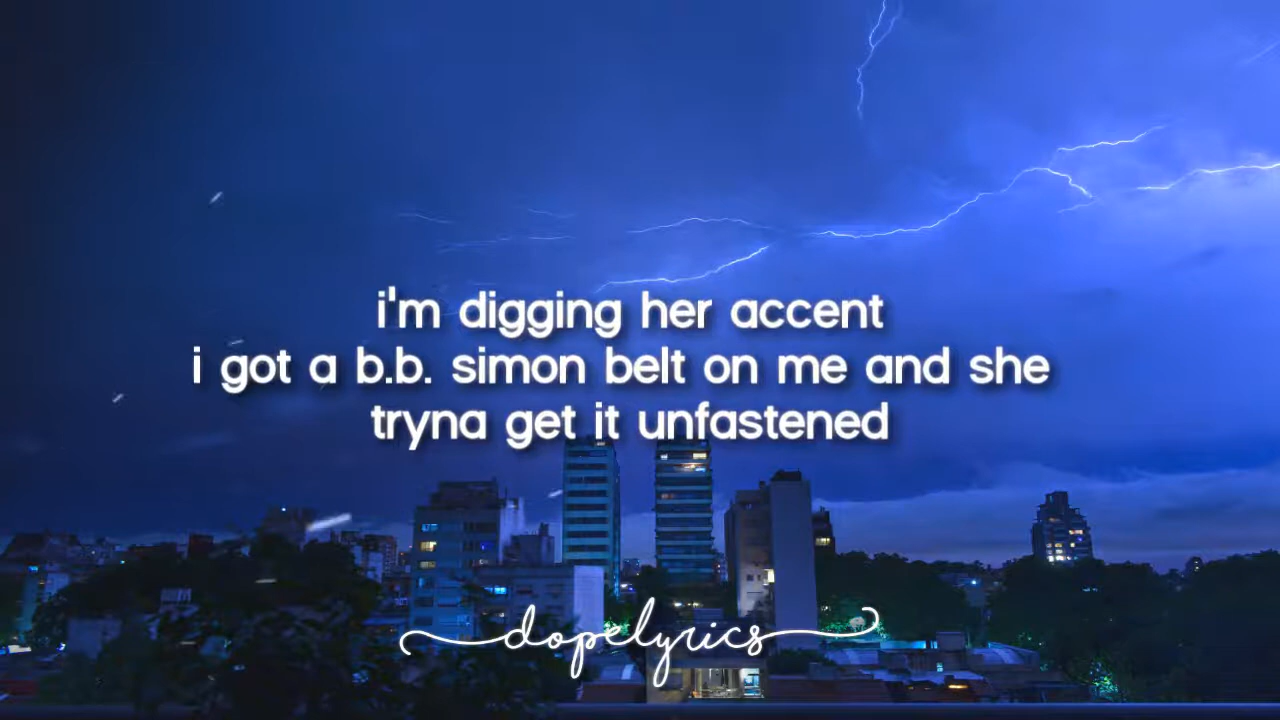 i'm digging her accent
i got a b.b. simon belt on me and she
tryna get it unfastened
dopelyrics